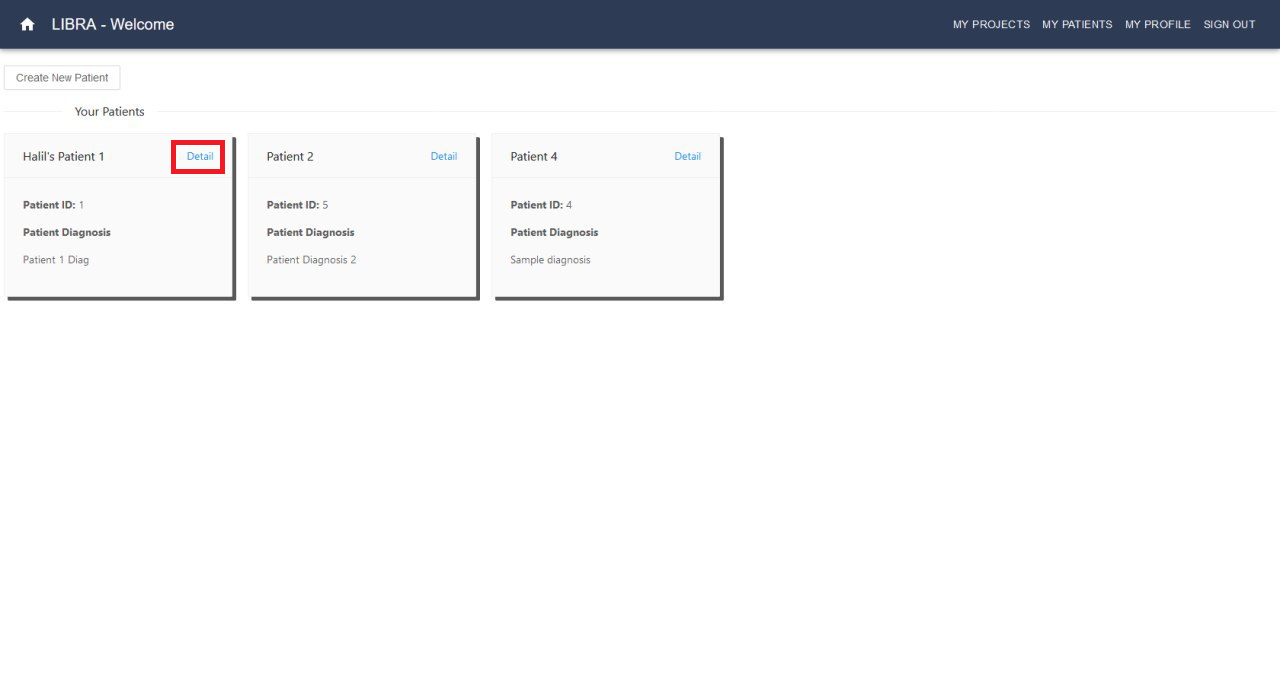 LIBRA - Welcome MY PROJECTS MY PATIENTS MY PROFILE SIGN OUT
Create New Patient
Your Patients
Halil's Patient 1 Detail
Patient ID: 1
Patient Diagnosis
Patient 1 Diag
Patient 2 Detail
Patient ID: 5
Patient Diagnosis
Patient Diagnosis 2
Patient 4 Detail
Patient ID: 4
Patient Diagnosis
Sample diagnosis